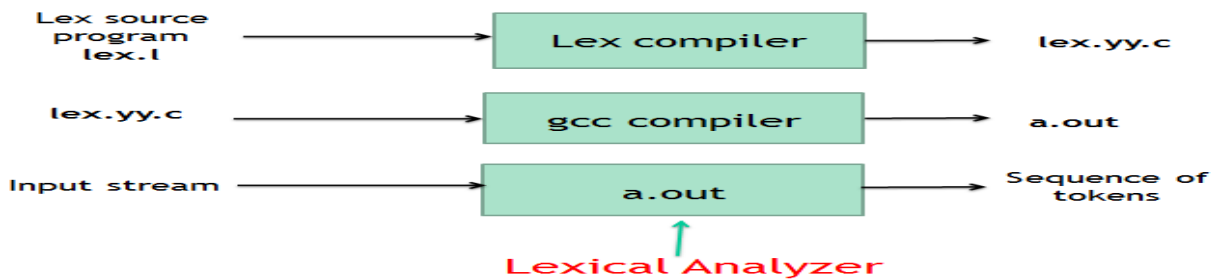 Lex source
program
lex.l
Lex compiler
lex.yy.c
lex.yy.c
gcc compiler
a.out
Input stream
a.out
Sequence of
tokens
Lexical Analyzer